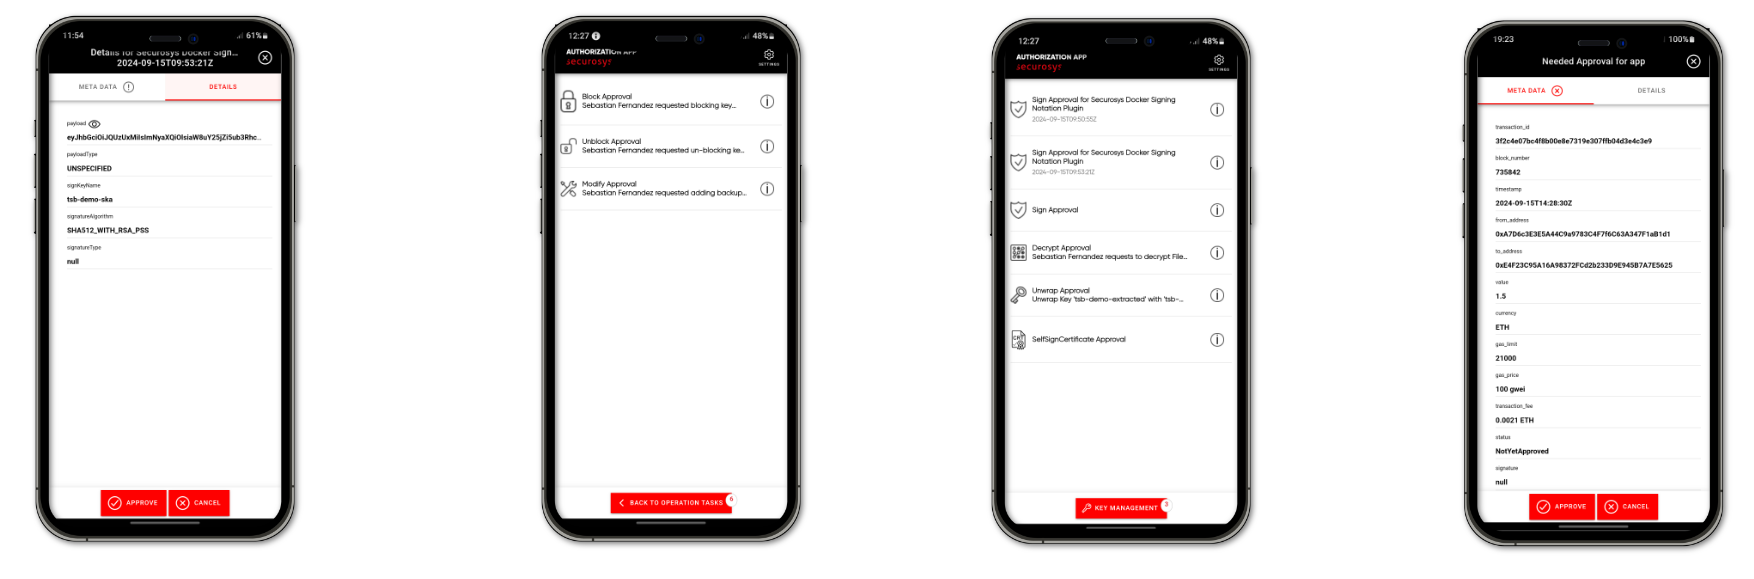 11:54
61%
Details for Securosys Docker Sign...
2024-09-15T09:53:21Z
META DATA
DETAILS
payload
eyJhbGciOiJQUzUxMiIsImNyaXQiOlsiaW8uY25jZi5ub3Rhc...
payloadType
UNSPECIFIED
signKeyName
tsb-demo-ska
signatureAlgorithm
SHA512_WITH_RSA_PSS
signatureType
null
APPROVE
CANCEL
12:27
48%
AUTHORIZATION APP
securosys
SETTINGS
Block Approval
Sebastian Fernandez requested blocking key...
Unblock Approval
Sebastian Fernandez requested un-blocking ke...
Modify Approval
Sebastian Fernandez requested adding backup...
BACK TO OPERATION TASKS
6
12:27
48%
AUTHORIZATION APP
securosys
SETTINGS
Sign Approval for Securosys Docker Signing
Notation Plugin
2024-09-15T09:50:55Z
Sign Approval for Securosys Docker Signing
Notation Plugin
2024-09-15T09:53:21Z
Sign Approval
Decrypt Approval
Sebastian Fernandez requests to decrypt File...
Unwrap Approval
Unwrap Key 'tsb-demo-extracted' with 'tsb-...
SelfSignCertificate Approval
KEY MANAGEMENT
3
19:23
100%
Needed Approval for app
META DATA
DETAILS
transaction_id
3f2c4e07bc4f8b00e8e7319e307ffb04d3e4c3e9
block_number
735842
timestamp
2024-09-15T14:28:30Z
from_address
0xA7D6c3E3E5A44C9a9783C4F7f6C63A347F1aB1d1
to_address
0xE4F23C95A16A98372FCd2b233D9E945B7A7E5625
value
1.5
currency
ETH
gas_limit
21000
gas_price
100 gwei
transaction_fee
0.0021 ETH
status
NotYetApproved
signature
null
APPROVE
CANCEL